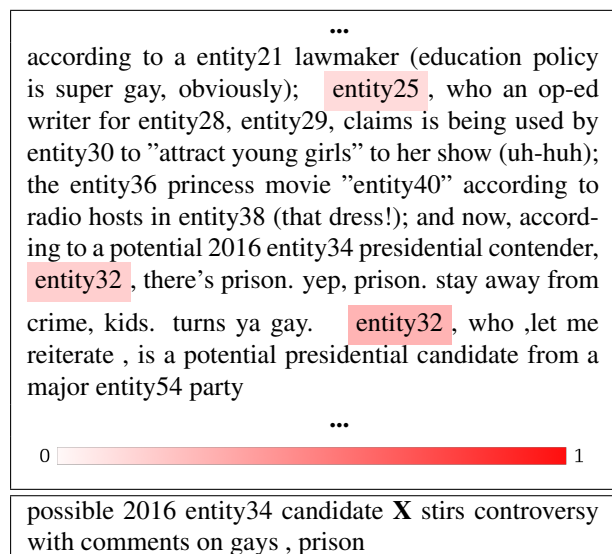 ...
according to a entity21 lawmaker (education policy
is super gay, obviously); entity25 , who an op-ed
writer for entity28, entity29, claims is being used by
entity30 to ”attract young girls” to her show (uh-huh);
the entity36 princess movie ”entity40” according to
radio hosts in entity38 (that dress!); and now, accord-
ing to a potential 2016 entity34 presidential contender,
entity32 , there's prison. yep, prison. stay away from
crime, kids. turns ya gay. entity32 , who ,let me
reiterate , is a potential presidential candidate from a
major entity54 party
...
0 1
possible 2016 entity34 candidate X stirs controversy
with comments on gays , prison